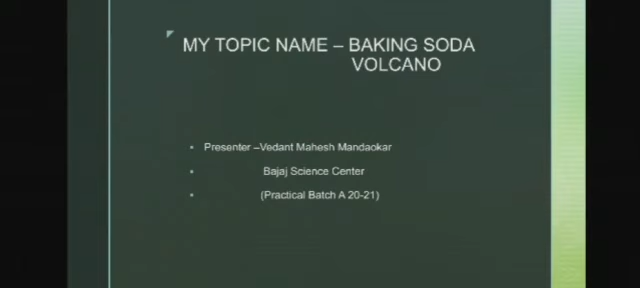 MY TOPIC NAME – BAKING SODA
VOLCANO
• Presenter –Vedant Mahesh Mandaokar
• Bajaj Science Center
• (Practical Batch A 20-21)